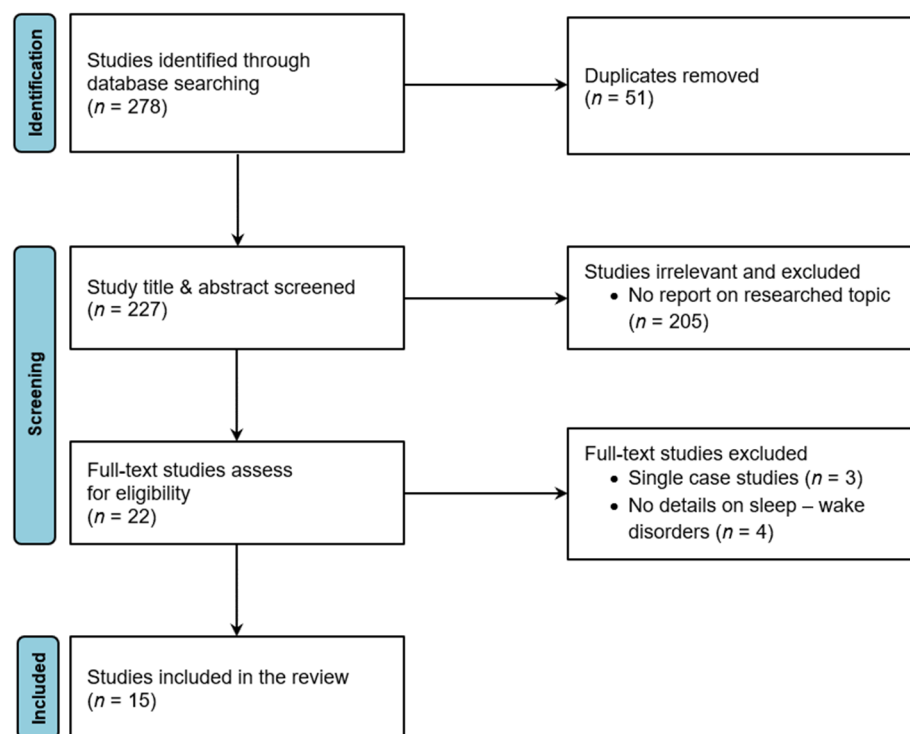 Identification
Studies identified through
database searching
(n = 278)
Duplicates removed
(n = 51)
Screening
Study title & abstract screened
(n = 227)
Studies irrelevant and excluded
• No report on researched topic
(n = 205)
Full-text studies assess
for eligibility
(n = 22)
Full-text studies excluded
• Single case studies (n = 3)
• No details on sleep – wake
disorders (n = 4)
Included
Studies included in the review
(n = 15)